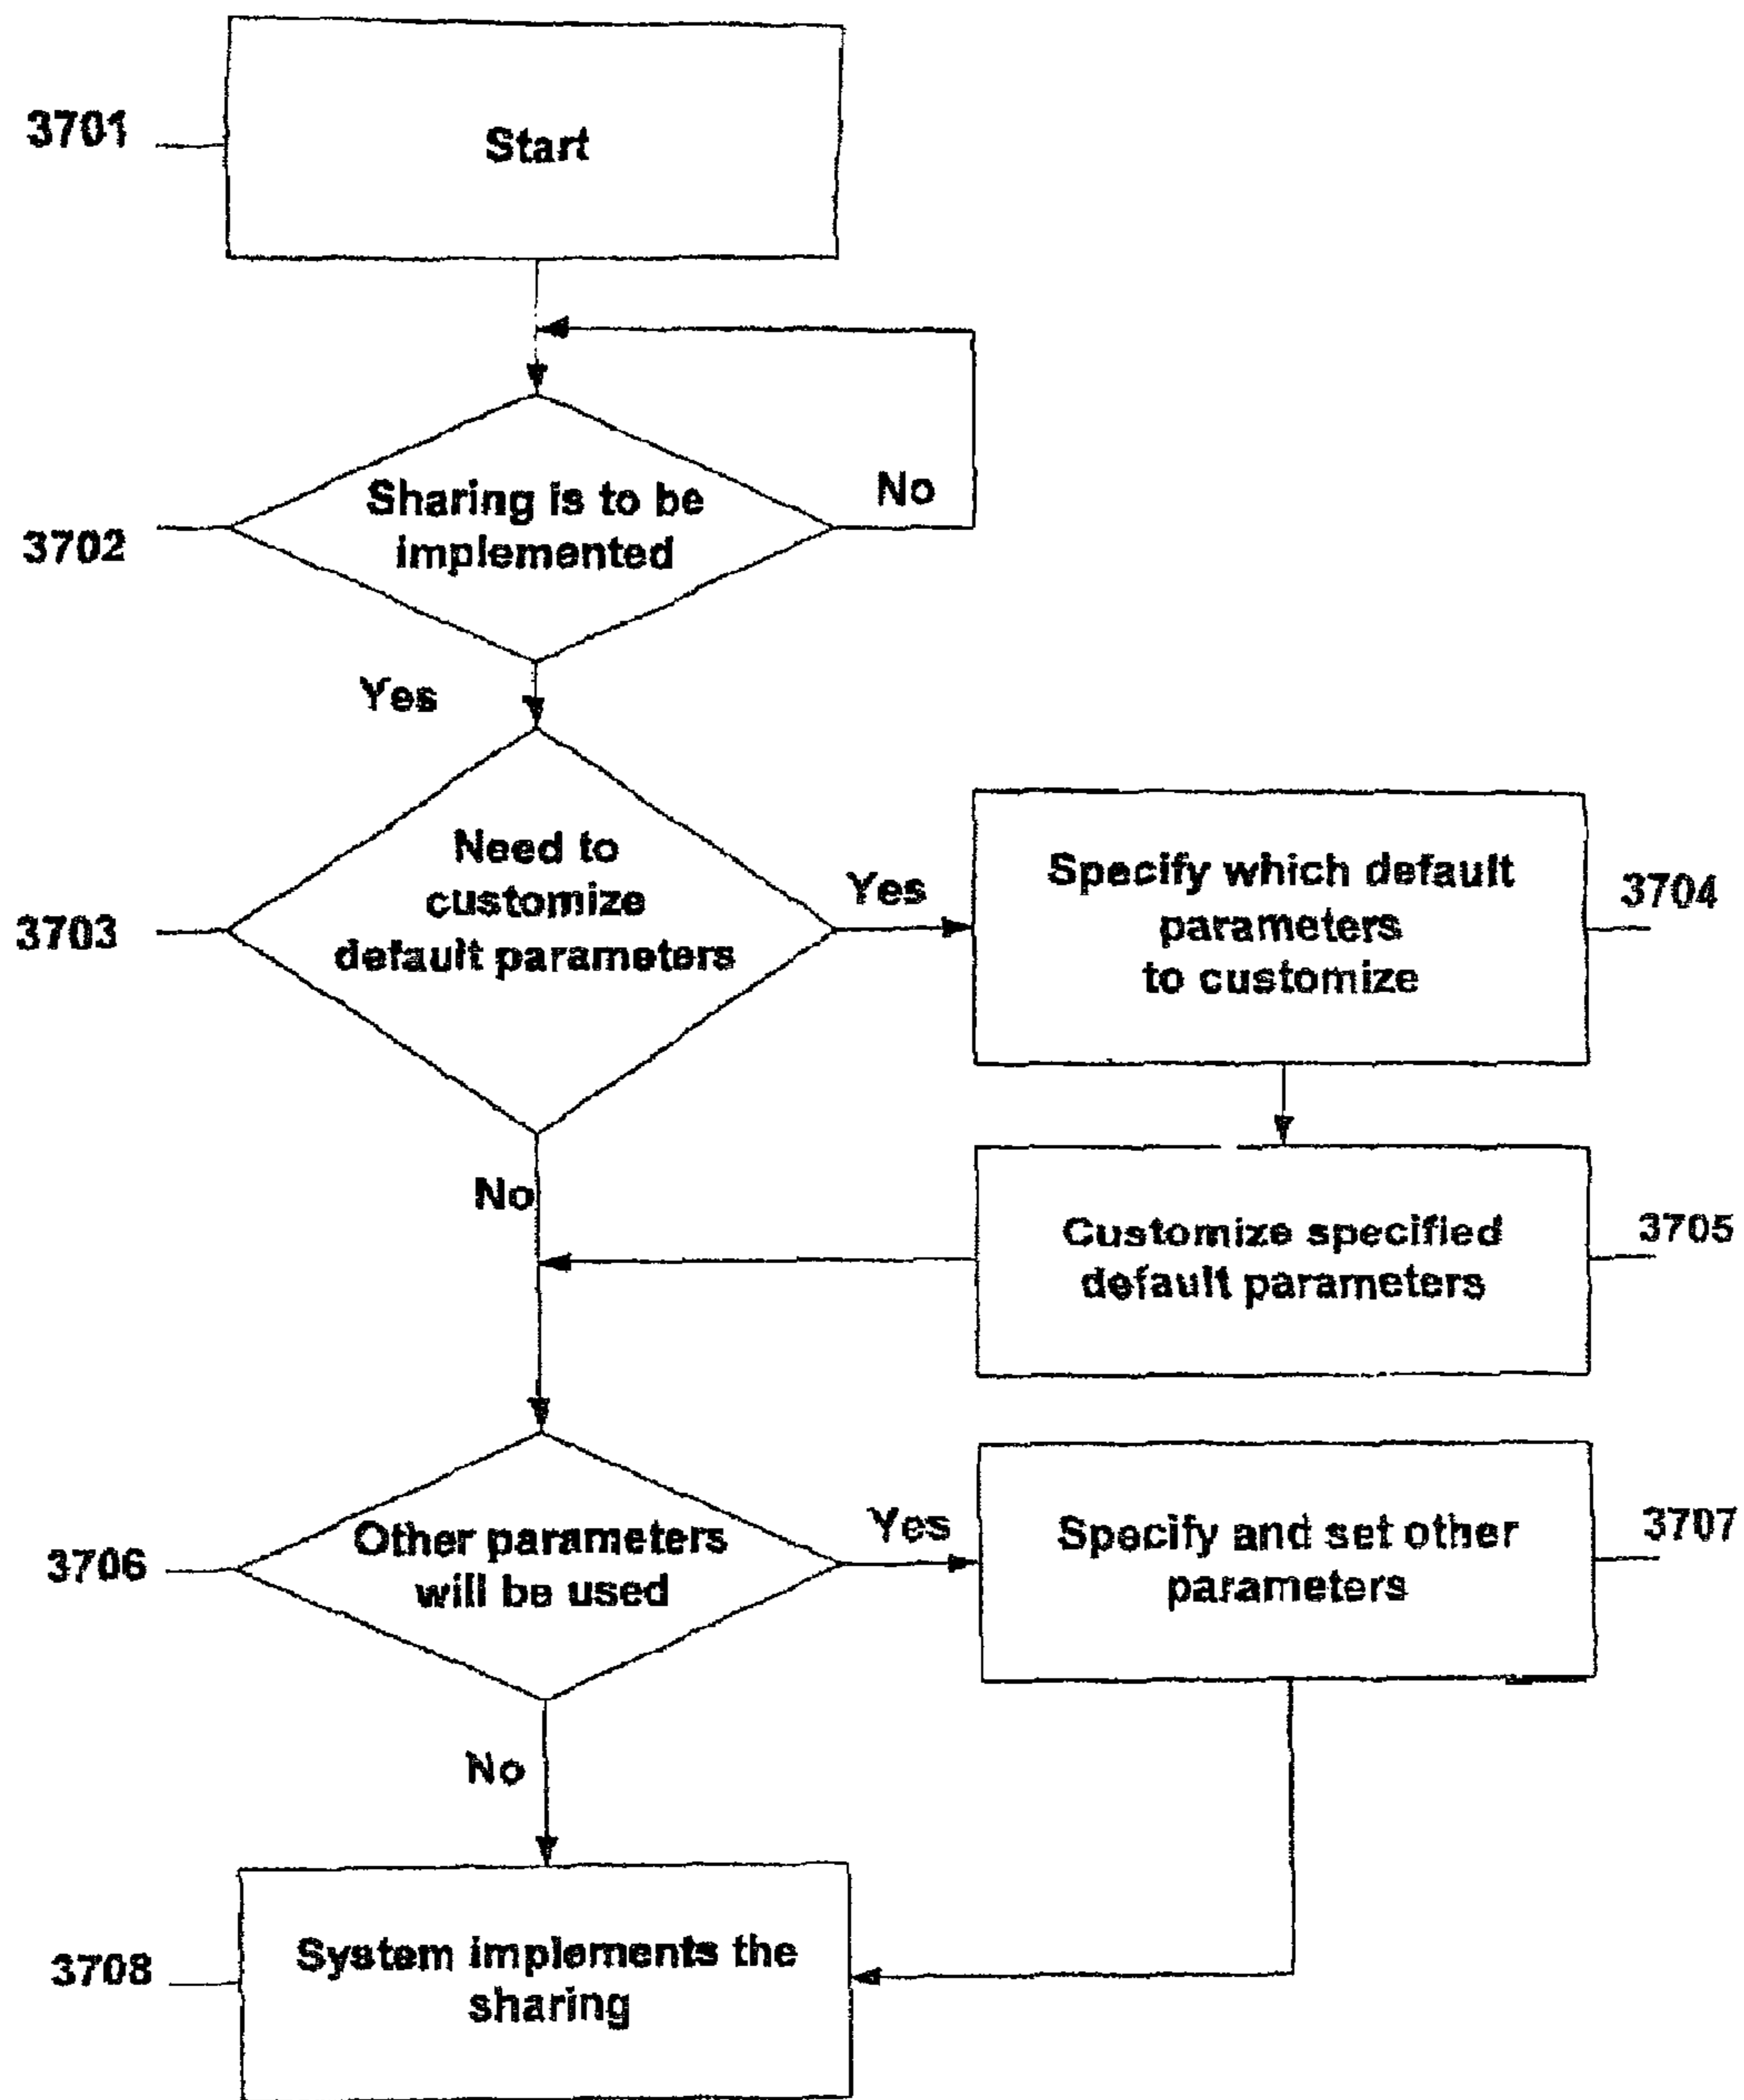 3701
Start
3702
Sharing is to be
implemented
No
Yes
3703
Need to
customize
default parameters
Yes
Specify which default
parameters
to customize
3704
No
Customize specified
default parameters
3705
3706
Other parameters
will be used
Yes
Specify and set other
parameters
3707
No
3708
System implements the
sharing